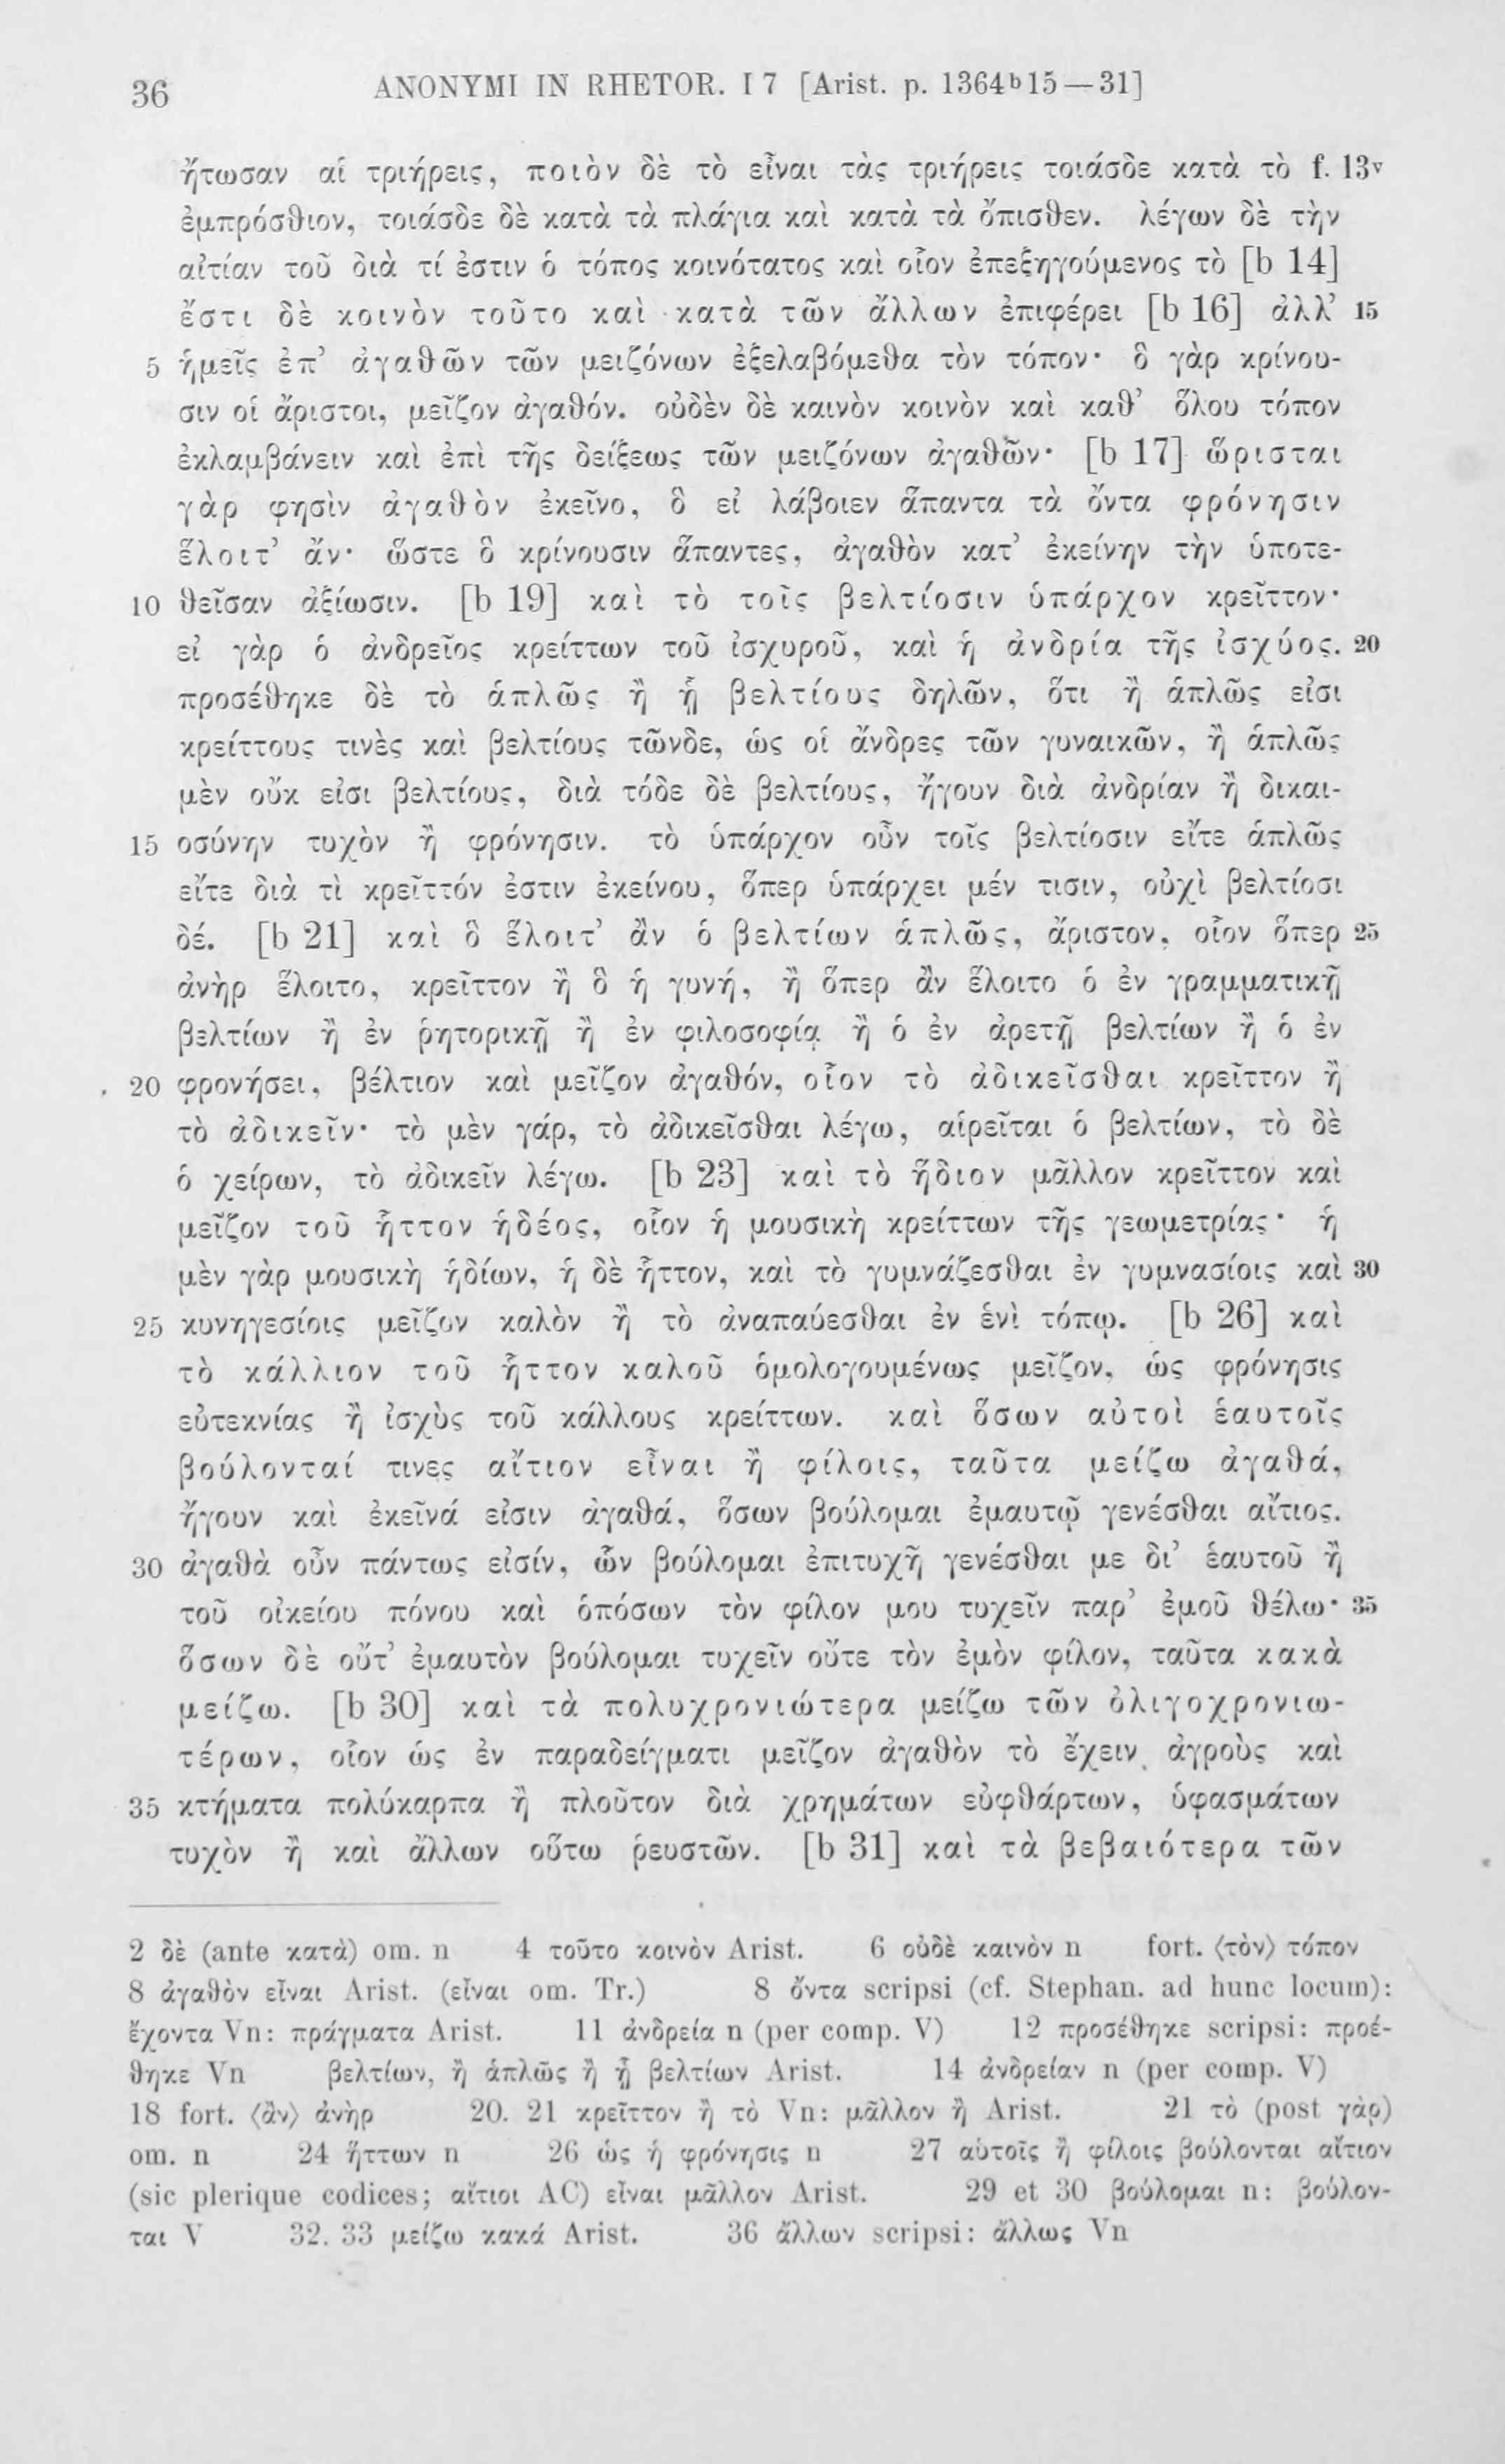 36 ANONYMI IN RHETOR. I 7 [Arist. p. 1364ᵇ15—31]
ἤτωσαν αἱ τριήρεις, ποιὸν δὲ τὸ εἶναι τὰς τριήρεις τοιάσδε κατὰ τὸ f. 13ᵛ
ἐμπρόσθιον, τοιάσδε δὲ κατὰ τὰ πλάγια καὶ κατὰ τὰ ὄπισθεν. λέγων δὲ τὴν
αἰτίαν τοῦ διὰ τί ἐστιν ὁ τόπος κοινότατος καὶ οἷον ἐπεξηγούμενος τὸ [b 14]
ἔστι δὲ κοινὸν τοῦτο καὶ κατὰ τῶν ἄλλων ἐπιφέρει [b 16] ἀλλ’ 15
5 ἡμεῖς ἐπ’ ἀγαθῶν τῶν μειζόνων ἐξελαβόμεθα τὸν τόπον· ὃ γὰρ κρίνου-
σιν οἱ ἄριστοι, μεῖζον ἀγαθόν. οὐδὲν δὲ καινὸν κοινὸν καὶ καθ’ ὅλου τόπον
ἐκλαμβάνειν καὶ ἐπὶ τῆς δείξεως τῶν μειζόνων ἀγαθῶν· [b 17] ὥρισται
γὰρ φησὶν ἀγαθὸν ἐκεῖνο, ὃ εἰ λάβοιεν ἅπαντα τὰ ὄντα φρόνησιν
ἕλοιτ’ ἄν· ὥστε ὃ κρίνουσιν ἅπαντες, ἀγαθὸν κατ’ ἐκείνην τὴν ὑποτε-
10 θεῖσαν ἀξίωσιν. [b 19] καὶ τὸ τοῖς βελτίοσιν ὑπάρχον κρεῖττον·
εἰ γὰρ ὁ ἀνδρεῖος κρείττων τοῦ ἰσχυροῦ, καὶ ἡ ἀνδρία τῆς ἰσχύος. 20
προσέθηκε δὲ τὸ ἁπλῶς ἢ ᾗ βελτίους δηλῶν, ὅτι ἢ ἁπλῶς εἰσι
κρείττους τινὲς καὶ βελτίους τῶνδε, ὡς οἱ ἄνδρες τῶν γυναικῶν, ἢ ἁπλῶς
μὲν οὔκ εἰσι βελτίους, διὰ τόδε δὲ βελτίους, ἤγουν διὰ ἀνδρίαν ἢ δικαι-
15 οσύνην τυχὸν ἢ φρόνησιν. τὸ ὑπάρχον οὖν τοῖς βελτίοσιν εἴτε ἁπλῶς
εἴτε διὰ τὶ κρεῖττόν ἐστιν ἐκείνου, ὅπερ ὑπάρχει μέν τισιν, οὐχὶ βελτίοσι
δέ. [b 21] καὶ ὃ ἕλοιτ’ ἂν ὁ βελτίων ἁπλῶς, ἄριστον, οἷον ὅπερ 25
ἀνὴρ ἕλοιτο, κρεῖττον ἢ ὃ ἡ γυνή, ἢ ὅπερ ἂν ἕλοιτο ὁ ἐν γραμματικῇ
βελτίων ἢ ἐν ῥητορικῇ ἢ ἐν φιλοσοφίᾳ ἢ ὁ ἐν ἀρετῇ βελτίων ἢ ὁ ἐν
20 φρονήσει, βέλτιον καὶ μεῖζον ἀγαθόν, οἷον τὸ ἀδικεῖσθαι κρεῖττον ἢ
τὸ ἀδικεῖν· τὸ μὲν γάρ, τὸ ἀδικεῖσθαι λέγω, αἱρεῖται ὁ βελτίων, τὸ δὲ
ὁ χείρων, τὸ ἀδικεῖν λέγω. [b 23] καὶ τὸ ἥδιον μᾶλλον κρεῖττον καὶ
μεῖζον τοῦ ἧττον ἡδέος, οἷον ἡ μουσικὴ κρείττων τῆς γεωμετρίας· ἡ
μὲν γὰρ μουσικὴ ἡδίων, ἡ δὲ ἧττον, καὶ τὸ γυμνάζεσθαι ἐν γυμνασίοις καὶ 30
25 κυνηγεσίοις μεῖζον καλὸν ἢ τὸ ἀναπαύεσθαι ἐν ἑνὶ τόπῳ. [b 26] καὶ
τὸ κάλλιον τοῦ ἧττον καλοῦ ὁμολογουμένως μεῖζον, ὡς φρόνησις
εὐτεκνίας ἢ ἰσχὺς τοῦ κάλλους κρείττων. καὶ ὅσων αὐτοὶ ἑαυτοῖς
βούλονταί τινες αἴτιον εἶναι ἢ φίλοις, ταῦτα μείζω ἀγαθά,
ἤγουν καὶ ἐκεῖνά εἰσιν ἀγαθά, ὅσων βούλομαι ἐμαυτῷ γενέσθαι αἴτιος.
30 ἀγαθὰ οὖν πάντως εἰσίν, ὧν βούλομαι ἐπιτυχῆ γενέσθαι με δι’ ἑαυτοῦ ἢ
τοῦ οἰκείου πόνου καὶ ὁπόσων τὸν φίλον μου τυχεῖν παρ’ ἐμοῦ θέλω· 35
ὅσων δὲ οὔτ’ ἐμαυτὸν βούλομαι τυχεῖν οὔτε τὸν ἐμὸν φίλον, ταῦτα κακὰ
μείζω. [b 30] καὶ τὰ πολυχρονιώτερα μείζω τῶν ὀλιγοχρονιω-
τέρων, οἷον ὡς ἐν παραδείγματι μεῖζον ἀγαθὸν τὸ ἔχειν ἀγροὺς καὶ
35 κτήματα πολύκαρπα ἢ πλοῦτον διὰ χρημάτων εὐφθάρτων, ὑφασμάτων
τυχὸν ἢ καὶ ἄλλων οὕτω ῥευστῶν. [b 31] καὶ τὰ βεβαιότερα τῶν
2 δὲ (ante κατὰ) om. n 4 τοῦτο κοινὸν Arist. 6 οὐδὲ καινὸν n fort. ⟨τὸν⟩ τόπον
8 ἀγαθὸν εἶναι Arist. (εἶναι om. Tr.) 8 ὄντα scripsi (cf. Stephan. ad hunc locum):
ἔχοντα Vn: πράγματα Arist. 11 ἀνδρεία n (per comp. V) 12 προσέθηκε scripsi: προέ-
θηκε Vn βελτίων, ἢ ἁπλῶς ἢ ᾗ βελτίων Arist. 14 ἀνδρείαν n (per comp. V)
18 fort. ⟨ἂν⟩ ἀνὴρ 20. 21 κρεῖττον ἢ τὸ Vn: μᾶλλον ἢ Arist. 21 τὸ (post γὰρ)
om. n 24 ἥττων n 26 ὡς ἡ φρόνησις n 27 αὑτοῖς ἢ φίλοις βούλονται αἴτιον
(sic plerique codices; αἴτιοι AC) εἶναι μᾶλλον Arist. 29 et 30 βούλομαι n: βούλον-
ται V 32. 33 μείζω κακά Arist. 36 ἄλλων scripsi: ἄλλως Vn